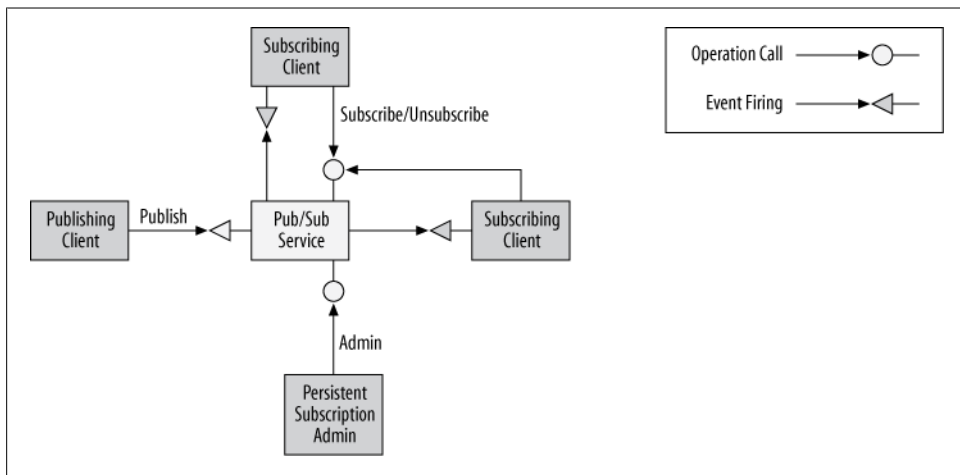 Subscribing
Client
Operation Call
Event Firing
Subscribe/Unsubscribe
Publishing
Client
Publish
Pub/Sub
Service
Subscribing
Client
Admin
Persistent
Subscription
Admin